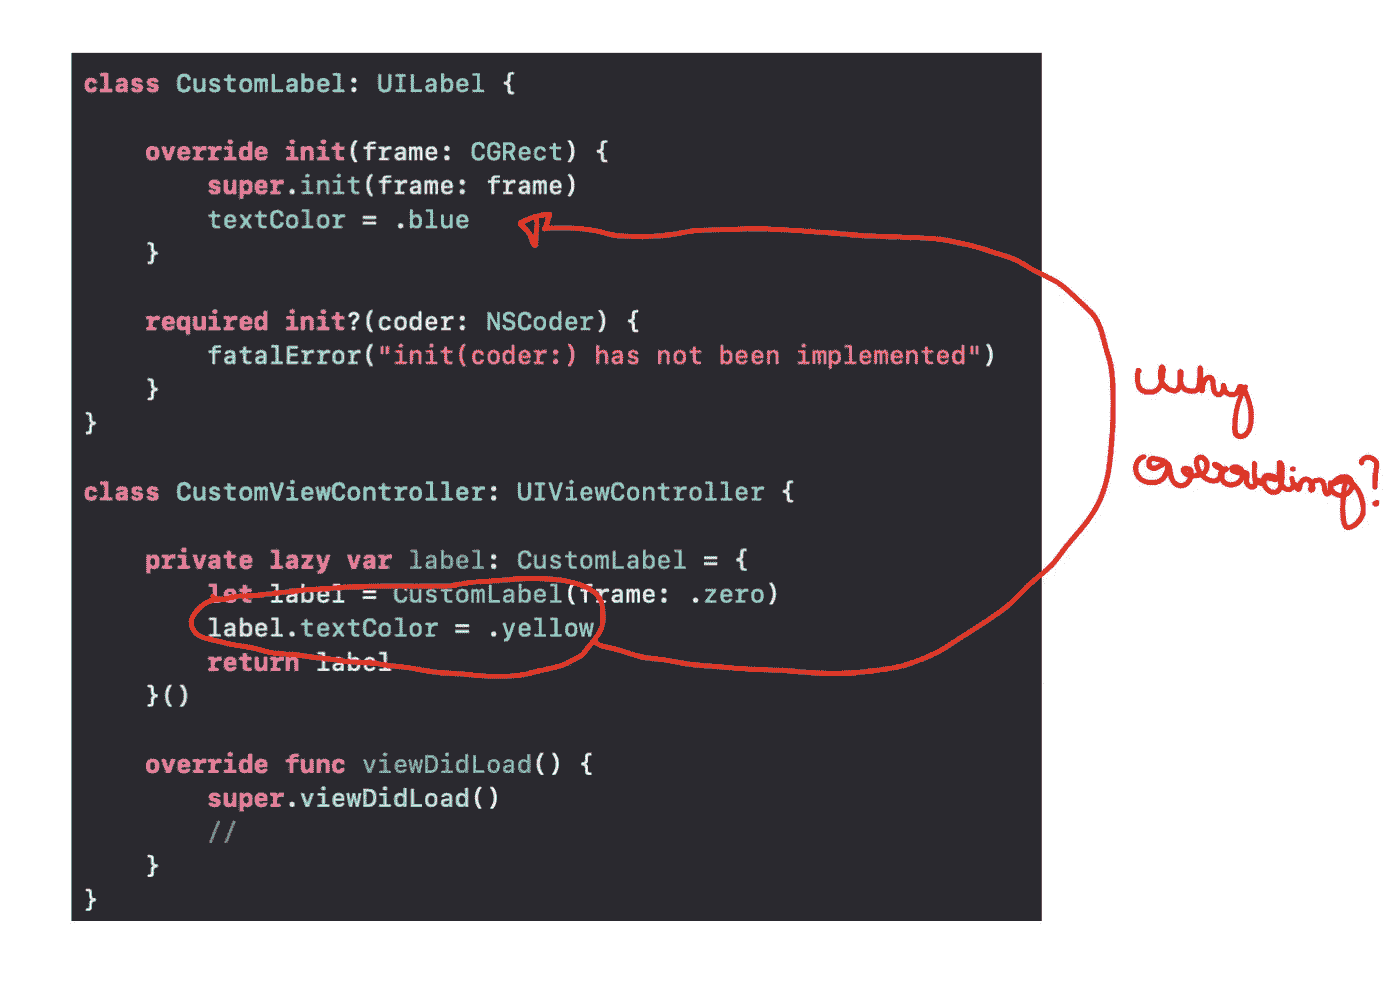 class CustomLabel: UILabel {
override init(frame: CGRect) {
super.init(frame: frame)
textColor = .blue
}
required init?(coder: NSCoder) {
fatalError("init(coder:) has not been implemented")
}
}
class CustomViewController: UIViewController {
private lazy var label: CustomLabel = {
let label = CustomLabel(frame: .zero)
label.textColor = .yellow
return label
}()
override func viewDidLoad() {
super.viewDidLoad()
//
}
}
Why
overriding?